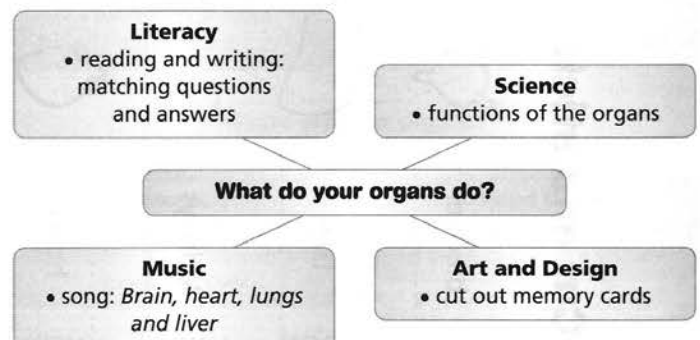 Literacy
• reading and writing:
matching questions
and answers
Science
• functions of the organs
What do your organs do?
Music
• song: Brain, heart, lungs
and liver
Art and Design
• cut out memory cards